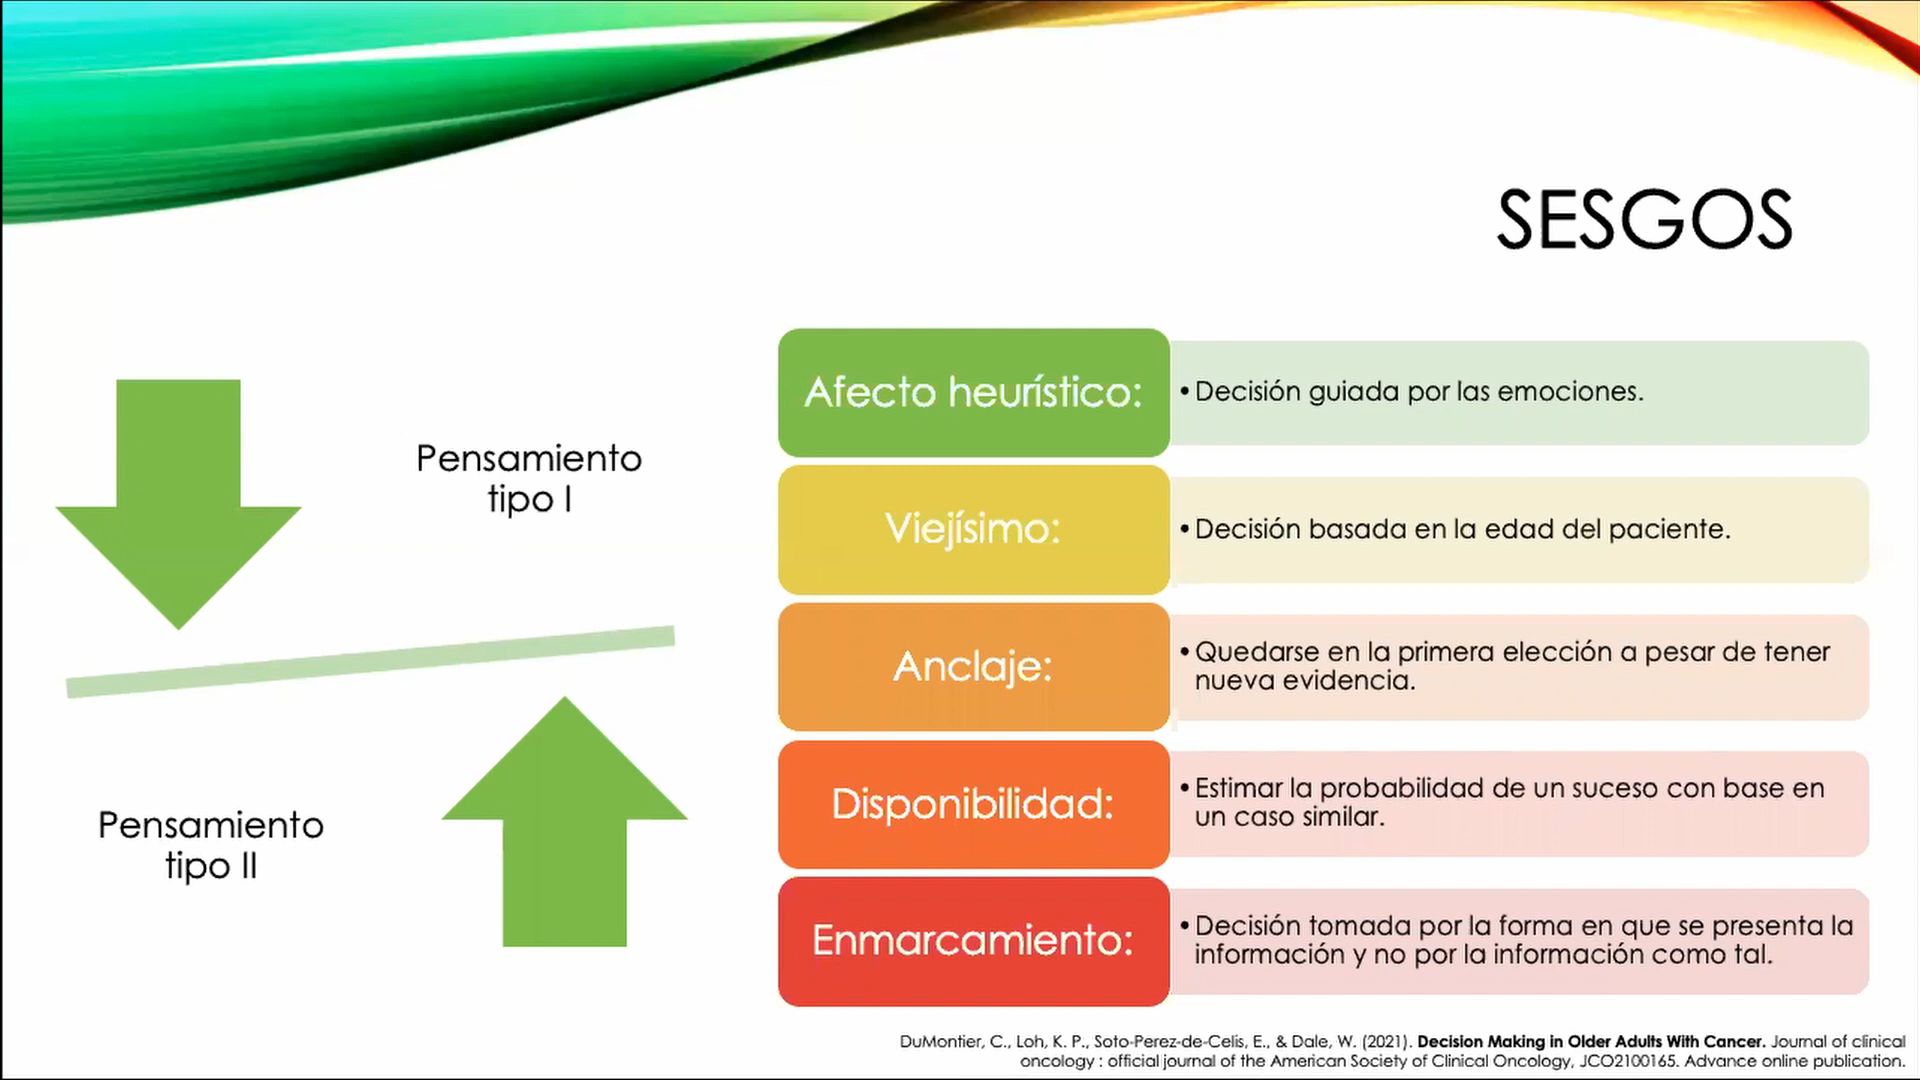 SESGOS
Pensamiento
tipo I
Pensamiento
tipo II
Afecto heurístico:
• Decisión guiada por las emociones.
Viejísimo:
• Decisión basada en la edad del paciente.
Anclaje:
• Quedarse en la primera elección a pesar de tener
nueva evidencia.
Disponibilidad:
• Estimar la probabilidad de un suceso con base en
un caso similar.
Enmarcamiento:
• Decisión tomada por la forma en que se presenta la
información y no por la información como tal.
DuMontier, C., Loh, K. P., Soto-Perez-de-Celis, E., & Dale, W. (2021). Decision Making in Older Adults With Cancer. Journal of clinical
oncology : official journal of the American Society of Clinical Oncology, JCO2100165. Advance online publication.